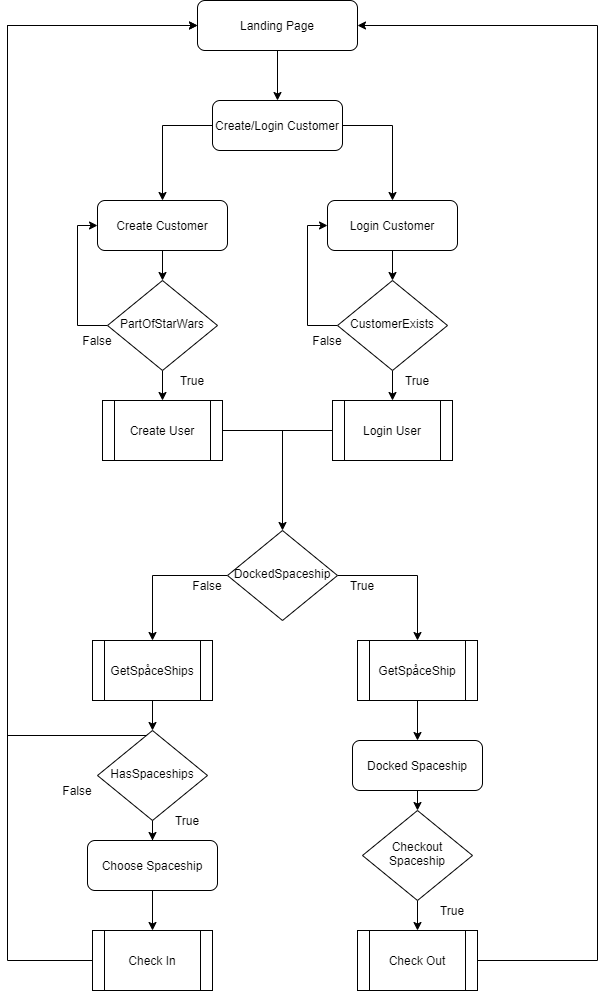 Landing Page
Create/Login Customer
Create Customer
Login Customer
PartOfStarWars
CustomerExists
False
False
True
True
Create User
Login User
DockedSpaceship
False
True
GetSpåceShips
GetSpåceShip
Docked Spaceship
HasSpaceships
False
True
Checkout
Spaceship
Choose Spaceship
True
Check In
Check Out